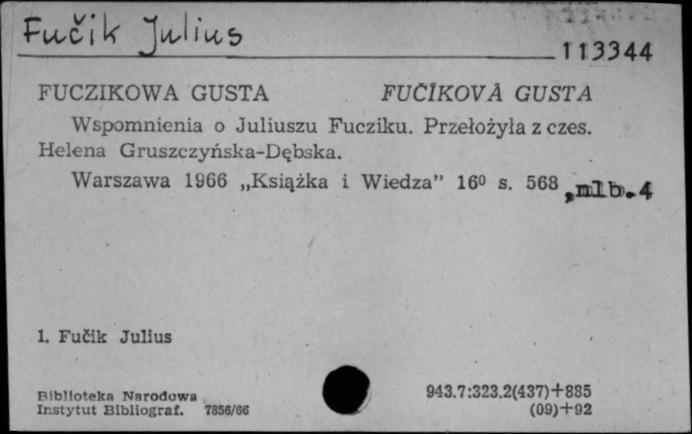 Fučík Julius
113344
FUCZIKOWA GUSTA FUČÍKOVÁ GUSTA
Wspomnienia o Juliuszu Fucziku. Przełożyła z czes.
Helena Gruszczyńska-Dębska.
Warszawa 1966 „Książka i Wiedza” 16⁰ s. 568 ,nlb.4
1. Fučik Julius
Biblioteka Narodowa
Instytut Bibliograf. 7856/66
943.7:323.2(437)+885
(09)+92